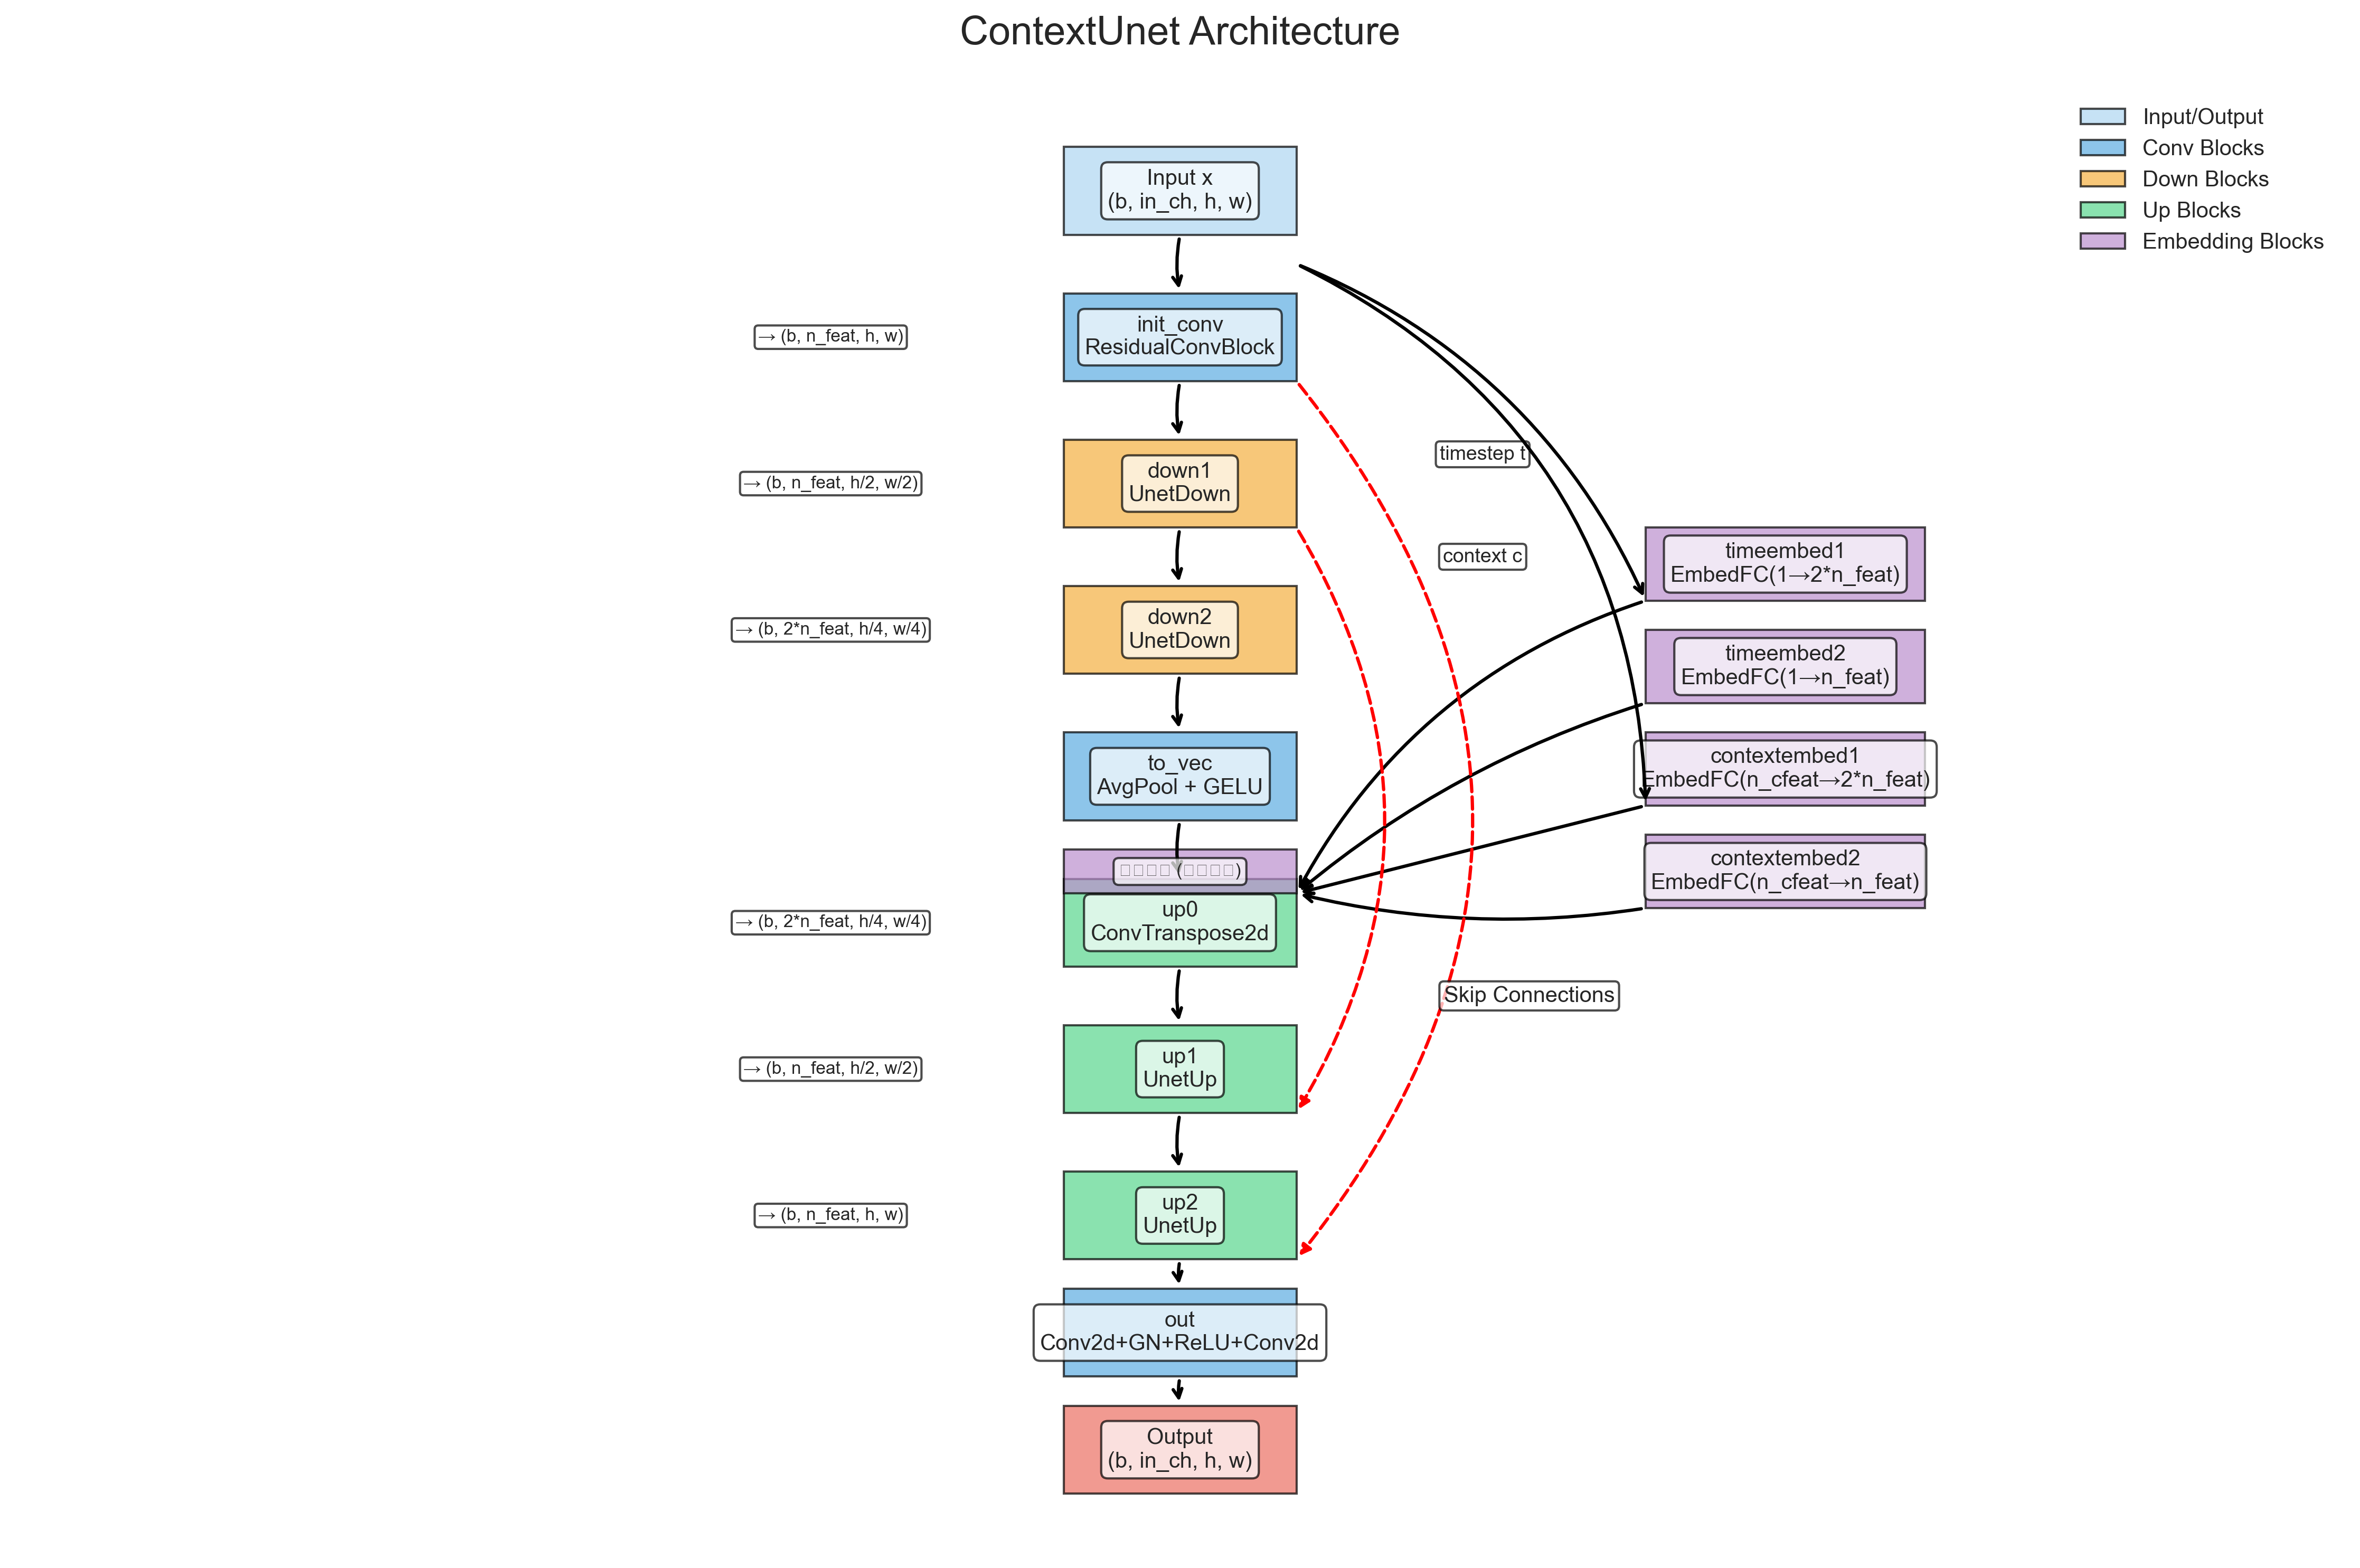 ContextUnet Architecture
Input/Output
Conv Blocks
Down Blocks
Up Blocks
Embedding Blocks
Input x
(b, in_ch, h, w)
→ (b, n_feat, h, w)
init_conv
ResidualConvBlock
timestep t
→ (b, n_feat, h/2, w/2)
down1
UnetDown
context c
timeembed1
EmbedFC(1→2*n_feat)
→ (b, 2*n_feat, h/4, w/4)
down2
UnetDown
timeembed2
EmbedFC(1→n_feat)
to_vec
AvgPool + GELU
contextembed1
EmbedFC(n_cfeat→2*n_feat)
contextembed2
EmbedFC(n_cfeat→n_feat)
→ (b, 2*n_feat, h/4, w/4)
up0
ConvTranspose2d
Skip Connections
→ (b, n_feat, h/2, w/2)
up1
UnetUp
→ (b, n_feat, h, w)
up2
UnetUp
out
Conv2d+GN+ReLU+Conv2d
Output
(b, in_ch, h, w)